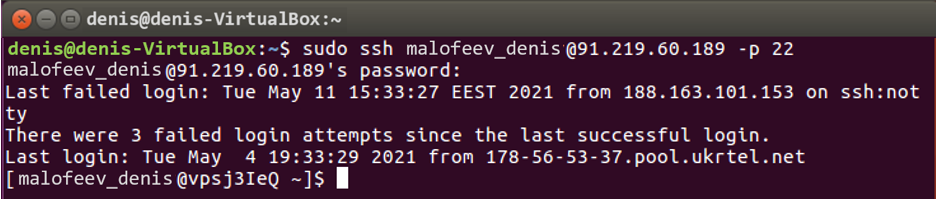 denis@denis-VirtualBox:~
denis@denis-VirtualBox:~$ sudo ssh malofeev_denis@91.219.60.189 -p 22
malofeev_denis@91.219.60.189's password:
Last failed login: Tue May 11 15:33:27 EEST 2021 from 188.163.101.153 on ssh:not
ty
There were 3 failed login attempts since the last successful login.
Last login: Tue May  4 19:33:29 2021 from 178-56-53-37.pool.ukrtel.net
[malofeev_denis@vpsj3IeQ ~]$